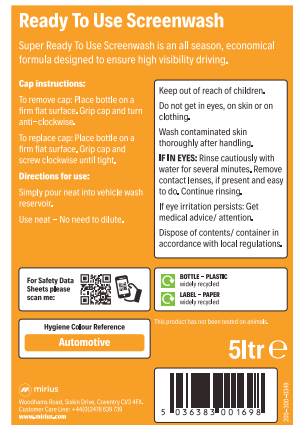 Ready To Use Screenwash
Super Ready To Use Screenwash is an all season, economical
formula designed to ensure high visibility driving.
Cap instructions:
To remove cap: Place bottle on a
firm flat surface. Grip cap and turn
anti-clockwise.
To replace cap: Place bottle on a
firm flat surface. Grip cap and
screw clockwise until tight.
Directions for use:
Simply pour neat into vehicle wash
reservoir.
Use neat - No need to dilute.
Keep out of reach of children.
Do not get in eyes, on skin or on
clothing.
Wash contaminated skin
thoroughly after handling.
IF IN EYES: Rinse cautiously with
water for several minutes. Remove
contact lenses, if present and easy
to do. Continue rinsing.
If eye irritation persists: Get
medical advice/ attention.
Dispose of contents/ container in
accordance with local regulations.
For Safety Data
Sheets please
scan me:
BOTTLE - PLASTIC
widely recycled
LABEL - PAPER
widely recycled
Hygiene Colour Reference
Automotive
This product has not been tested on animals.
5ltr e
mirius
Woodhams Road, Siskin Drive, Coventry CV3 4FX.
Customer Care Line: +44(0)2476 639 739
www.mirius.com
5 036383 001698